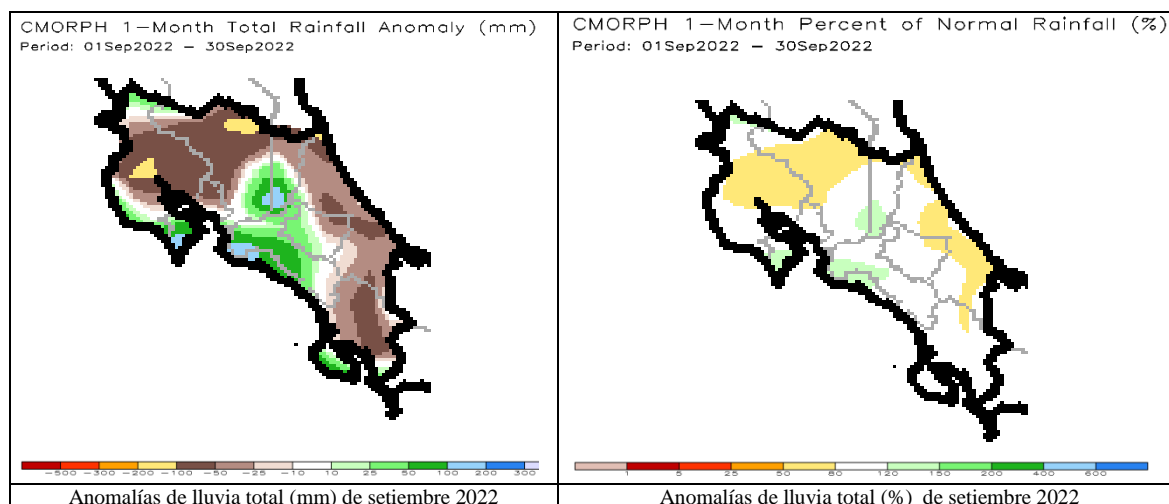 CMORPH 1-Month Total Rainfall Anomaly (mm)
Period: 01Sep2022 – 30Sep2022
-500 -300 -200 -100 -50 -25 -10 10 25 50 100 200 300
Anomalías de lluvia total (mm) de setiembre 2022
CMORPH 1-Month Percent of Normal Rainfall (%)
Period: 01Sep2022 – 30Sep2022
1 5 25 50 80 120 150 200 400 600
Anomalías de lluvia total (%) de setiembre 2022